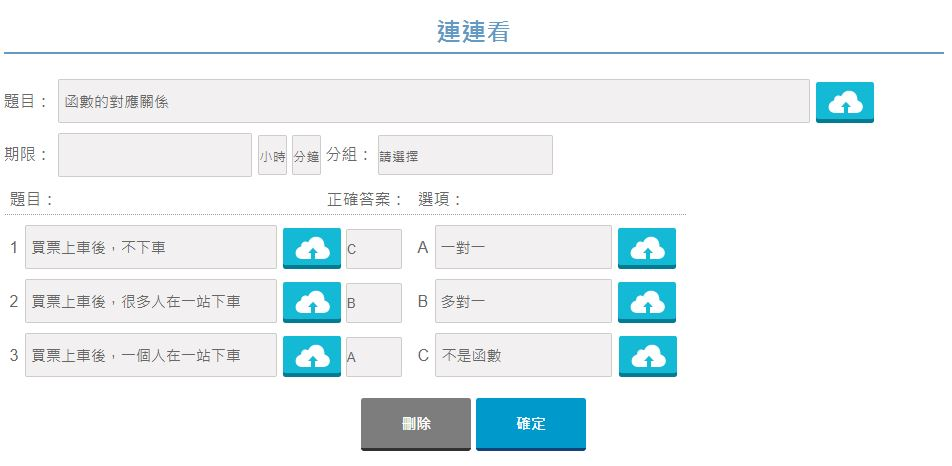 連連看
題目： 函數的對應關係
期限： 小時 分鐘 分組： 請選擇
題目： 正確答案： 選項：
1 買票上車後，不下車 C A 一對一
2 買票上車後，很多人在一站下車 B B 多對一
3 買票上車後，一個人在一站下車 A C 不是函數
刪除 確定